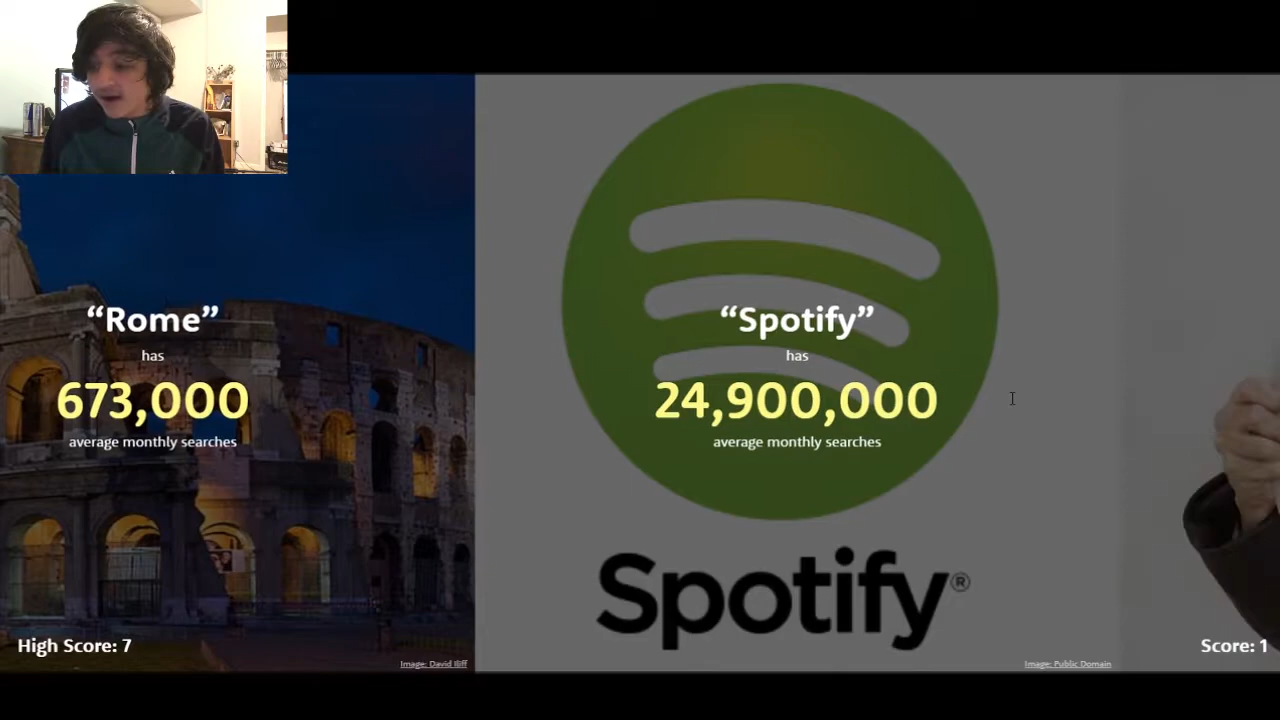 “Rome”
has
673,000
average monthly searches
High Score: 7
Image: David Iliff
“Spotify”
has
24,900,000
average monthly searches
Spotify®
Image: Public Domain
Score: 1